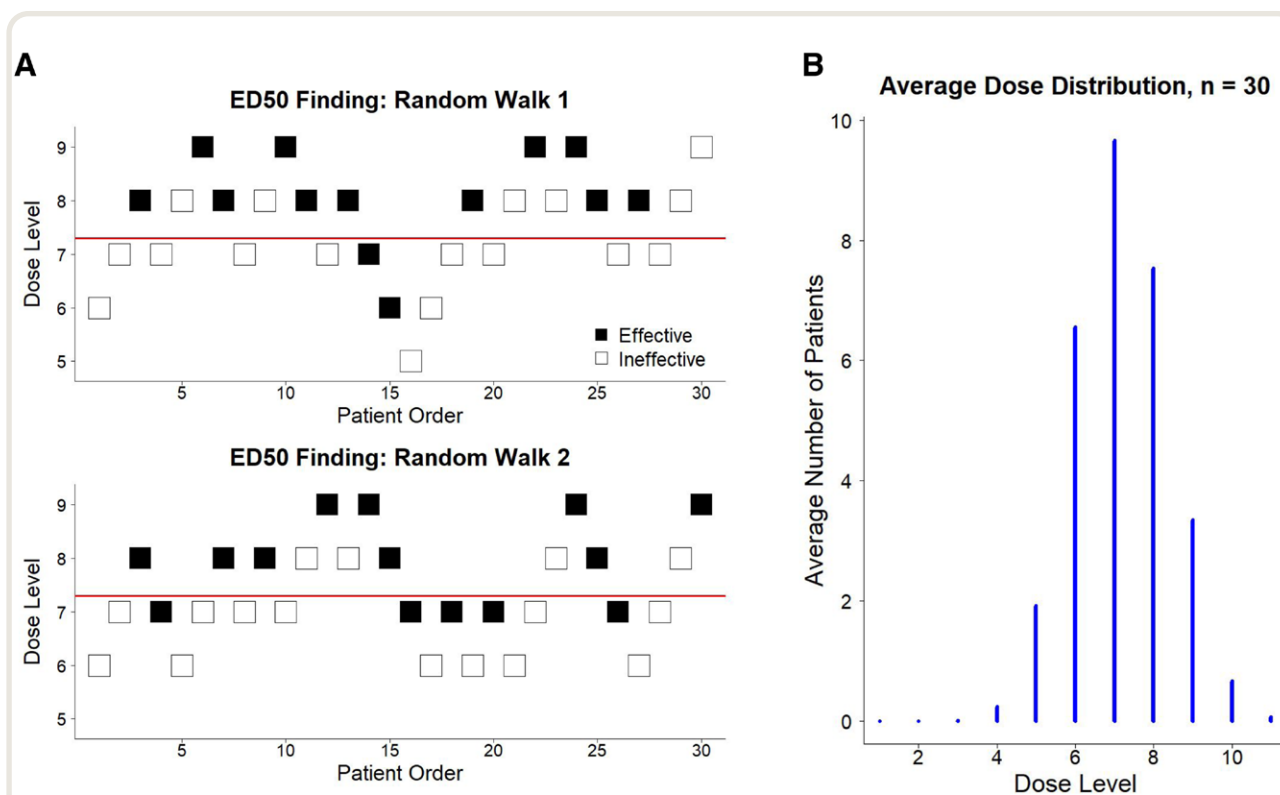 A
ED50 Finding: Random Walk 1
Dose Level
9
8
7
6
5
Effective
Ineffective
5 10 15 20 25 30
Patient Order
ED50 Finding: Random Walk 2
Dose Level
9
8
7
6
5
5 10 15 20 25 30
Patient Order
B
Average Dose Distribution, n = 30
Average Number of Patients
10
8
6
4
2
0
2 4 6 8 10
Dose Level